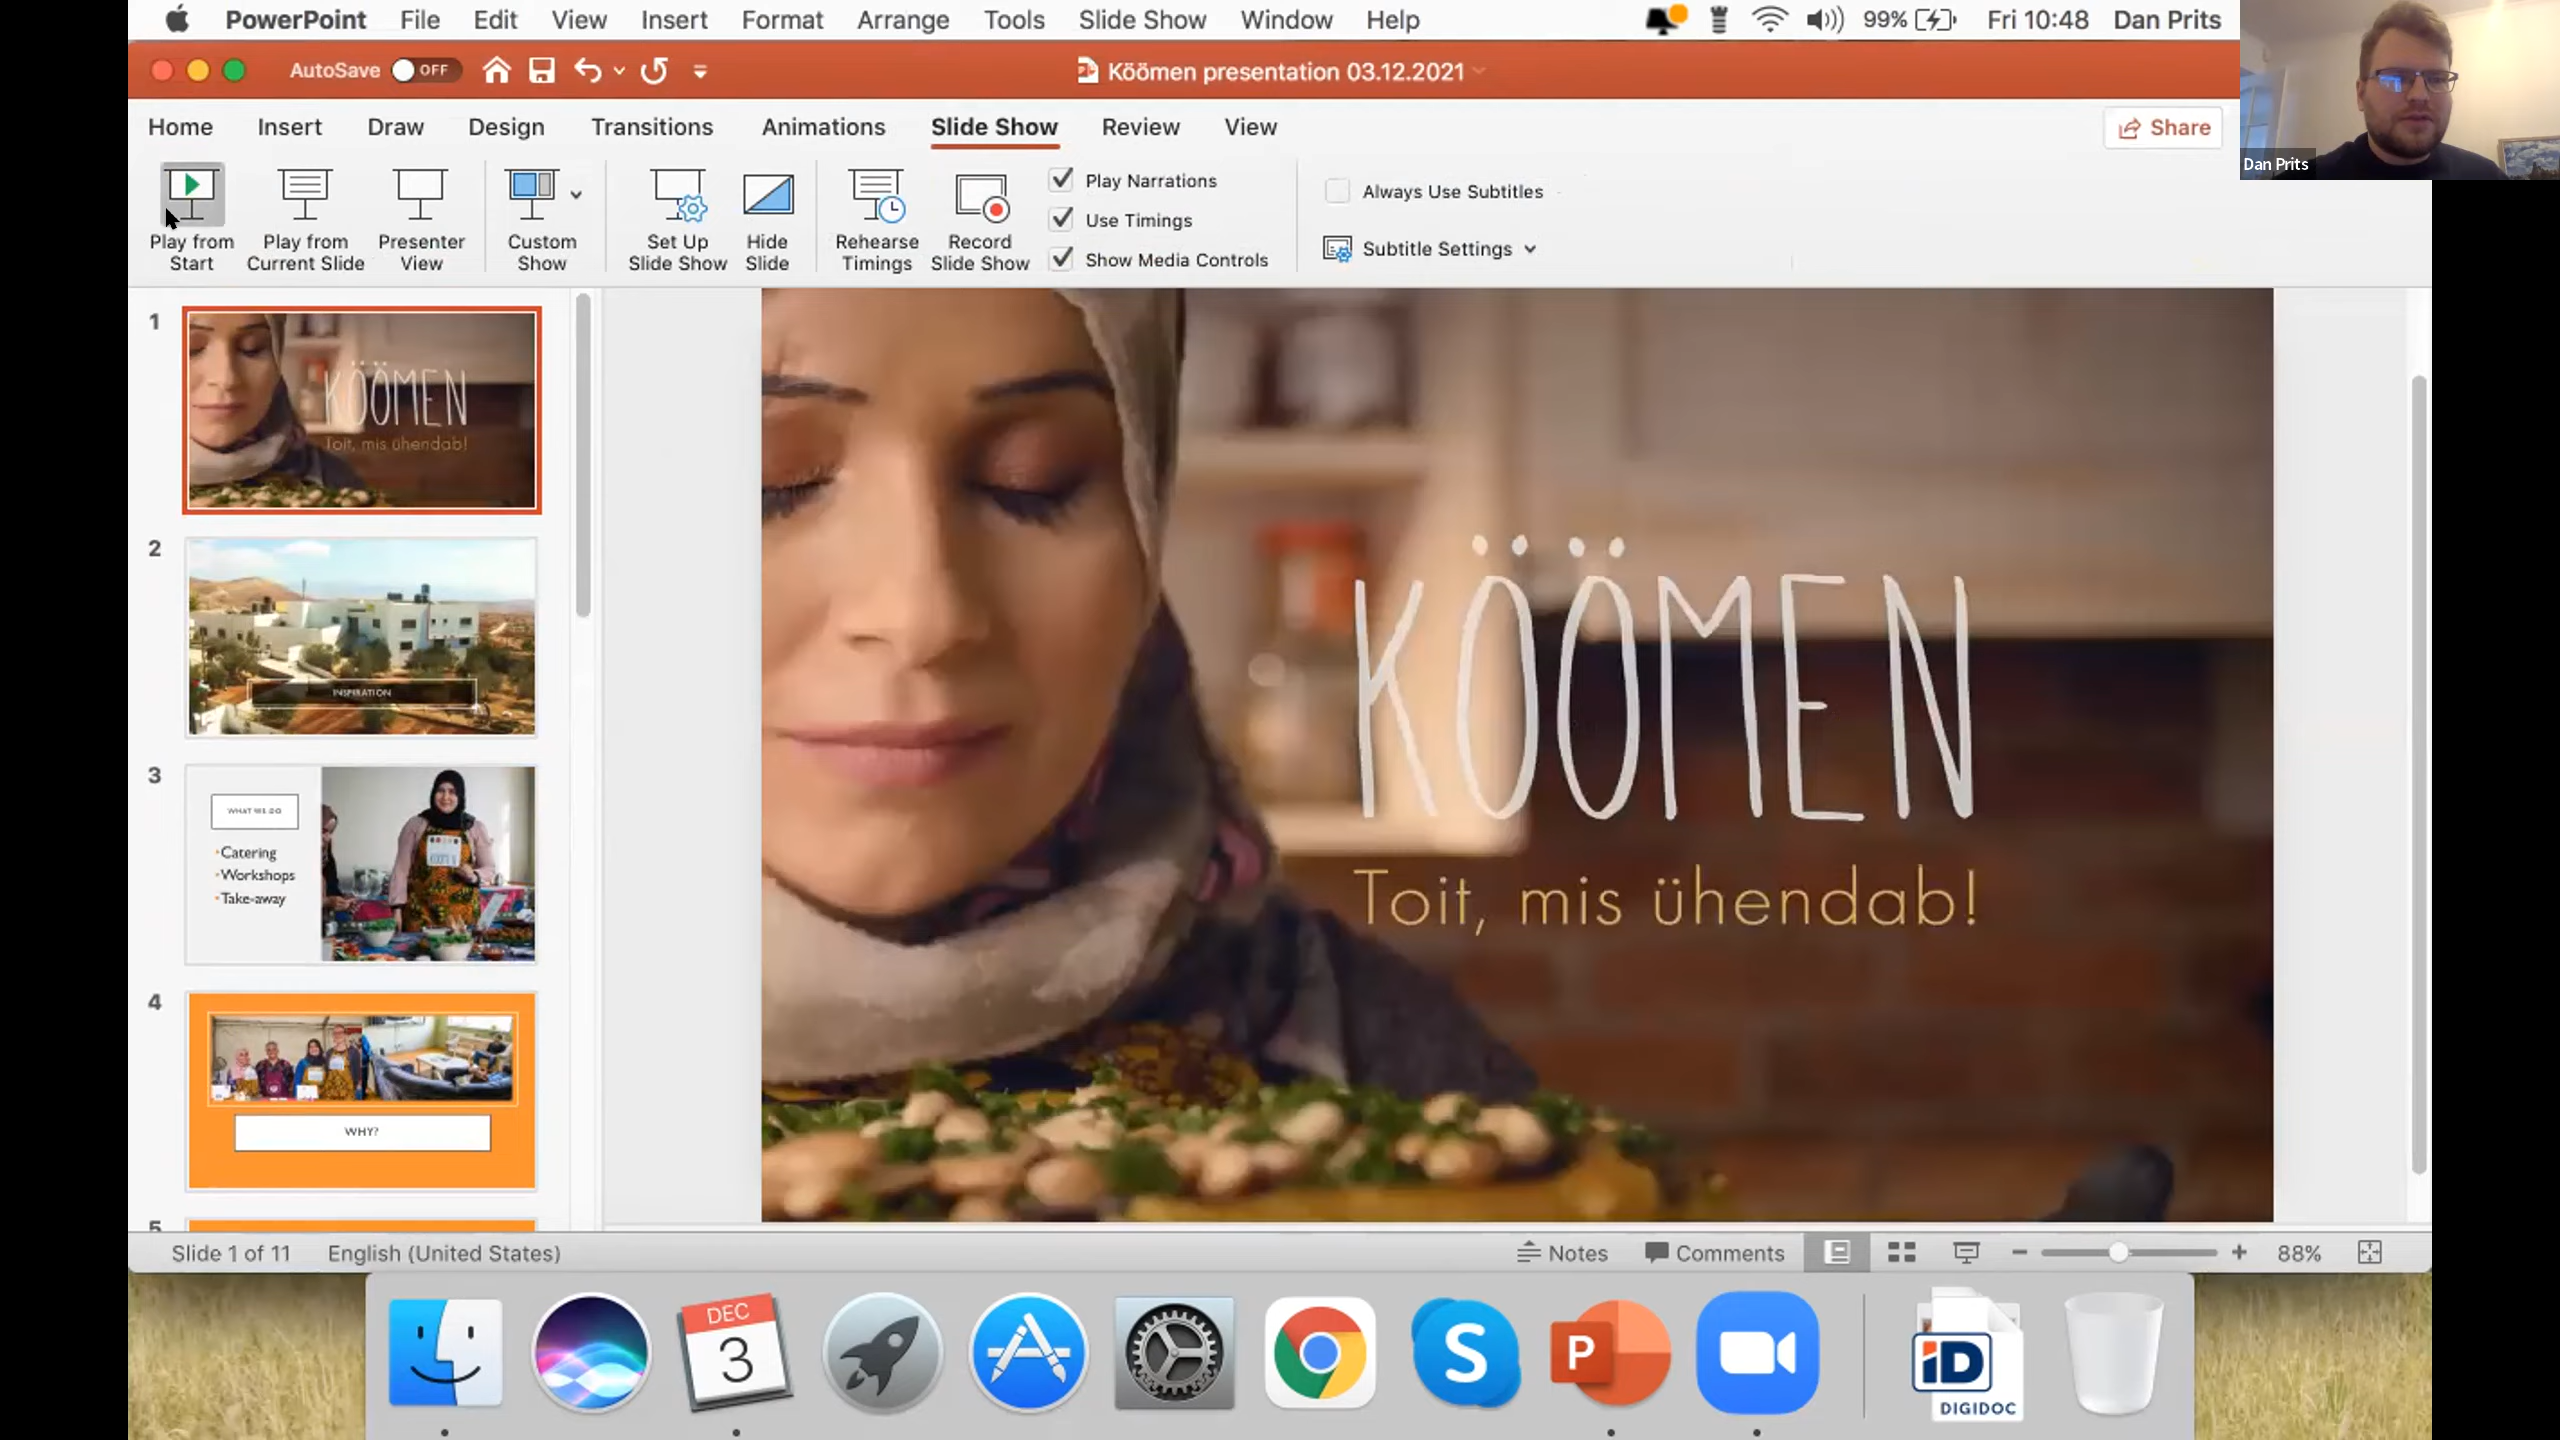 PowerPoint File Edit View Insert Format Arrange Tools Slide Show Window Help 99% Fri 10:48 Dan Prits
AutoSave OFF Köömen presentation 03.12.2021
Home Insert Draw Design Transitions Animations Slide Show Review View Share
Dan Prits
Play from Start
Play from Current Slide
Presenter View
Custom Show
Set Up Slide Show
Hide Slide
Rehearse Timings
Record Slide Show
Play Narrations
Use Timings
Show Media Controls
Always Use Subtitles
Subtitle Settings
1
KÖÖMEN
Toit, mis ühendab!
2
INSPIRATION
3
WHAT WE DO
•Catering
•Workshops
•Take-away
KÖÖMEN
4
WHY?
5
KÖÖMEN
Toit, mis ühendab!
Slide 1 of 11 English (United States) Notes Comments 88%
DEC
3
S
P
iD
DIGIDOC